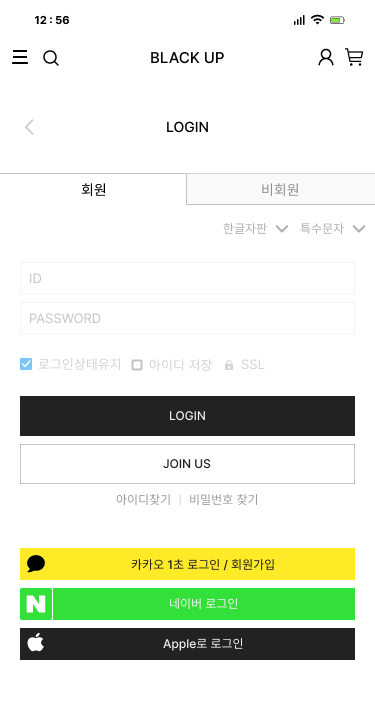 12 : 56
BLACK UP
LOGIN
회원 비회원
한글자판 특수문자
ID
PASSWORD
로그인상태유지 아이디 저장 SSL
LOGIN
JOIN US
아이디찾기 | 비밀번호 찾기
카카오 1초 로그인 / 회원가입
N 네이버 로그인
Apple로 로그인